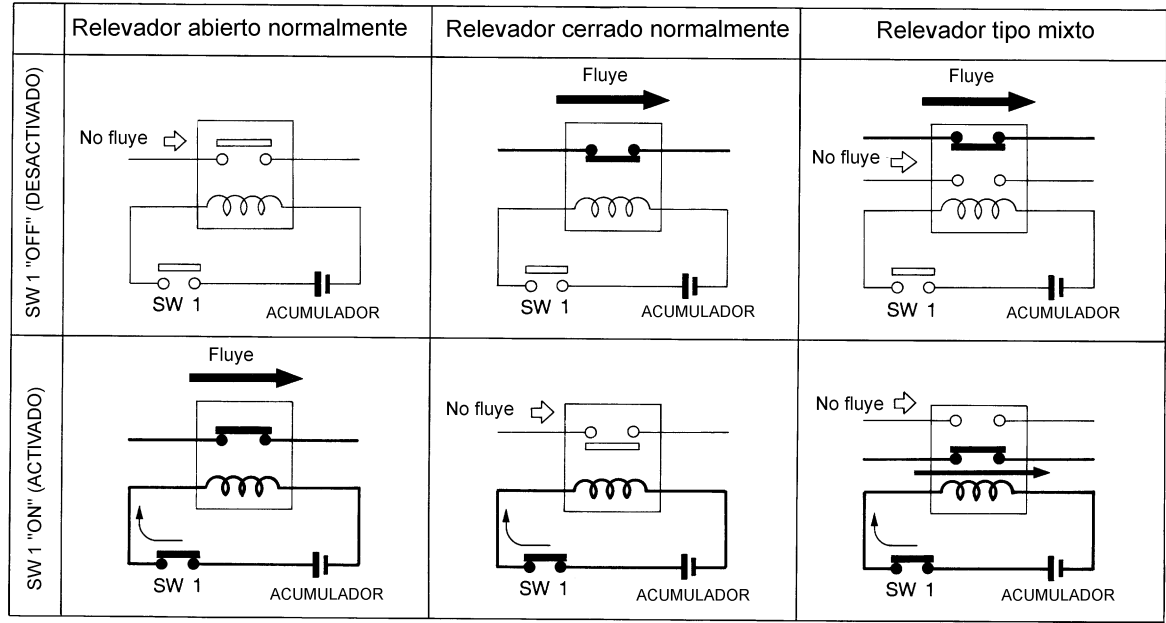 Relevador abierto normalmente
Relevador cerrado normalmente
Relevador tipo mixto
SW 1 "OFF" (DESACTIVADO)
No fluye
SW 1
ACUMULADOR
Fluye
SW 1
ACUMULADOR
Fluye
No fluye
SW 1
ACUMULADOR
SW 1 "ON" (ACTIVADO)
Fluye
SW 1
ACUMULADOR
No fluye
SW 1
ACUMULADOR
No fluye
SW 1
ACUMULADOR